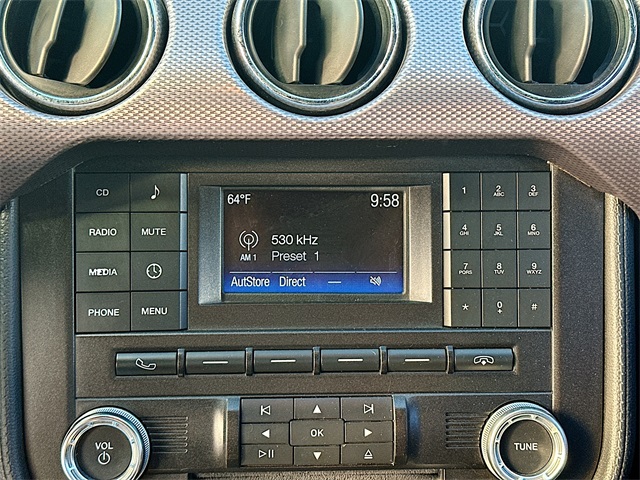 64°F 9:58
530 kHz
AM 1 Preset 1
AutStore Direct
CD
RADIO MUTE
MEDIA
PHONE MENU
1 2 ABC 3 DEF
4 GHI 5 JKL 6 MNO
7 PQRS 8 TUV 9 WXYZ
* 0 + #
VOL
OK
TUNE